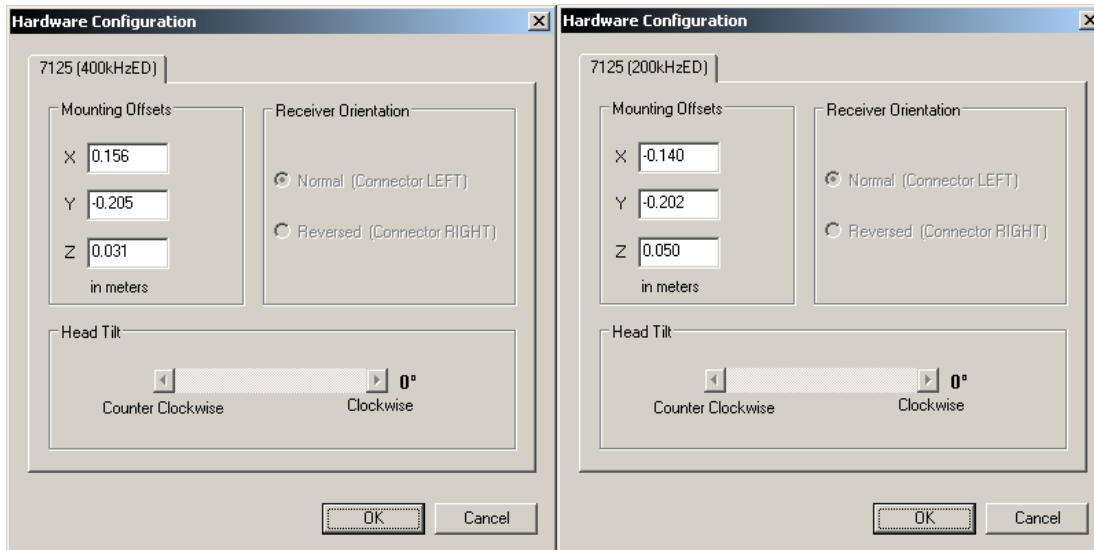 Hardware Configuration
7125 (400kHzED)
Mounting Offsets
X 0.156
Y -0.205
Z 0.031
in meters
Receiver Orientation
Normal (Connector LEFT)
Reversed (Connector RIGHT)
Head Tilt
0°
Counter Clockwise Clockwise
OK Cancel
Hardware Configuration
7125 (200kHzED)
Mounting Offsets
X -0.140
Y -0.202
Z 0.050
in meters
Receiver Orientation
Normal (Connector LEFT)
Reversed (Connector RIGHT)
Head Tilt
0°
Counter Clockwise Clockwise
OK Cancel